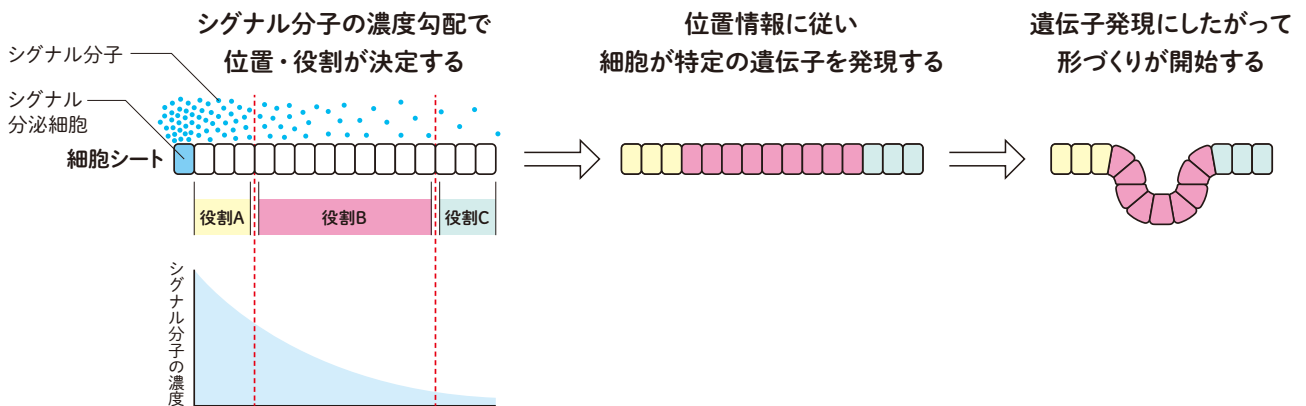 シグナル分子の濃度勾配で
位置・役割が決定する
シグナル分子
シグナル
分泌細胞
細胞シート
役割A
役割B
役割C
シグナル分子の濃度
位置情報に従い
細胞が特定の遺伝子を発現する
遺伝子発現にしたがって
形づくりが開始する